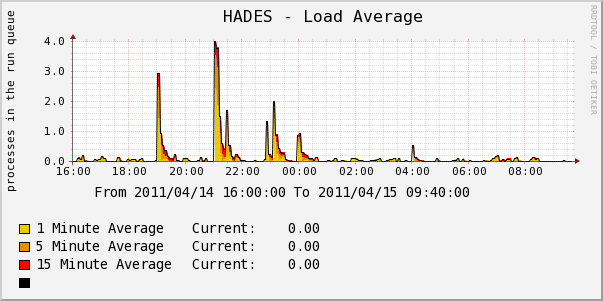 HADES - Load Average
processes in the run queue
RRDTOOL / TOBI OETIKER
4.0
3.0
2.0
1.0
0.0
16:00 18:00 20:00 22:00 00:00 02:00 04:00 06:00 08:00
From 2011/04/14 16:00:00 To 2011/04/15 09:40:00
1 Minute Average Current: 0.00
5 Minute Average Current: 0.00
15 Minute Average Current: 0.00